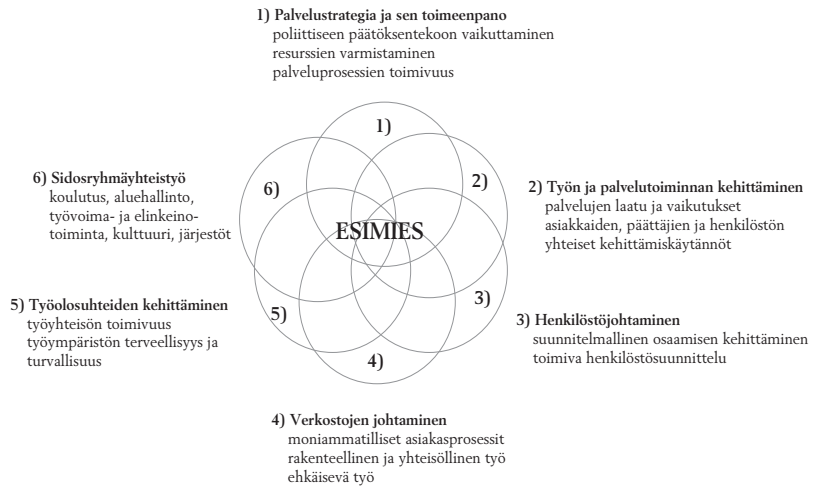 1) Palvelustrategia ja sen toimeenpano
poliittiseen päätöksentekoon vaikuttaminen
resurssien varmistaminen
palveluprosessien toimivuus
1)
2)
3)
4)
5)
6)
ESIMIES
2) Työn ja palvelutoiminnan kehittäminen
palvelujen laatu ja vaikutukset
asiakkaiden, päättäjien ja henkilöstön
yhteiset kehittämiskäytännöt
3) Henkilöstöjohtaminen
suunnitelmallinen osaamisen kehittäminen
toimiva henkilöstösuunnittelu
4) Verkostojen johtaminen
moniammatilliset asiakasprosessit
rakenteellinen ja yhteisöllinen työ
ehkäisevä työ
5) Työolosuhteiden kehittäminen
työyhteisön toimivuus
työympäristön terveellisyys ja
turvallisuus
6) Sidosryhmäyhteistyö
koulutus, aluehallinto,
työvoima- ja elinkeino-
toiminta, kulttuuri, järjestöt